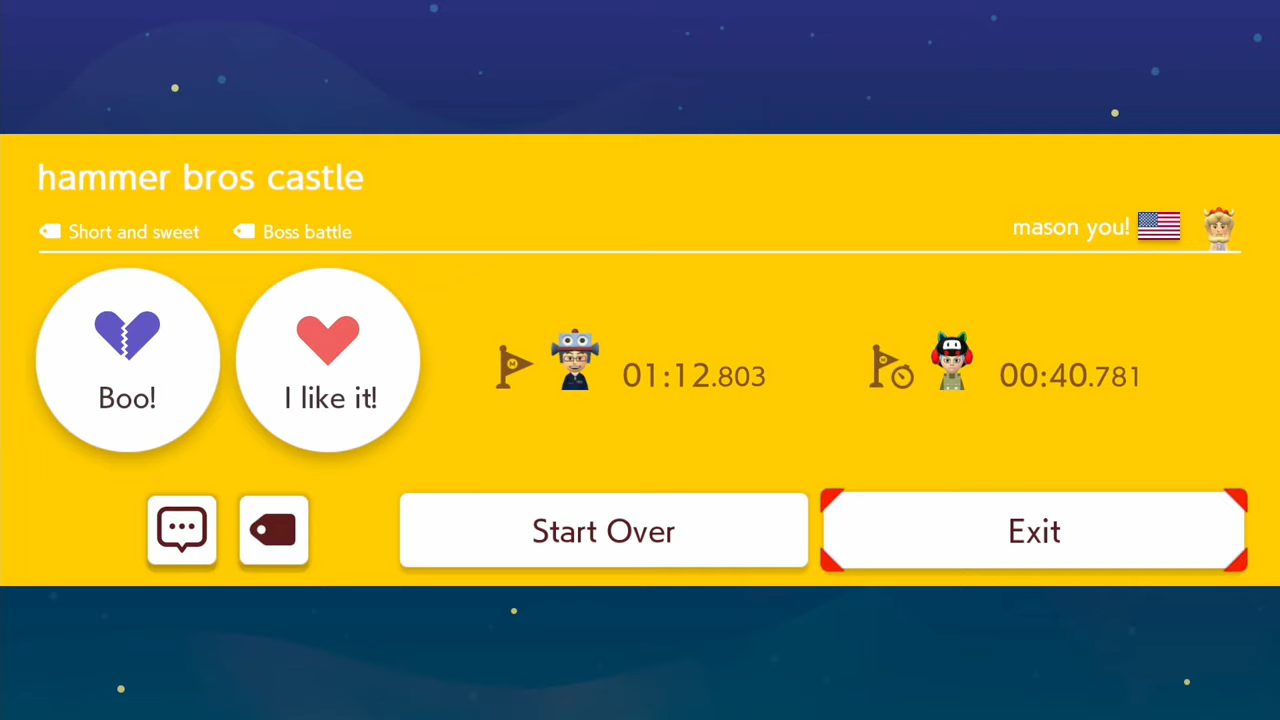 hammer bros castle
Short and sweet
Boss battle
mason you!
Boo!
I like it!
M
01:12.803
M
00:40.781
Start Over
Exit